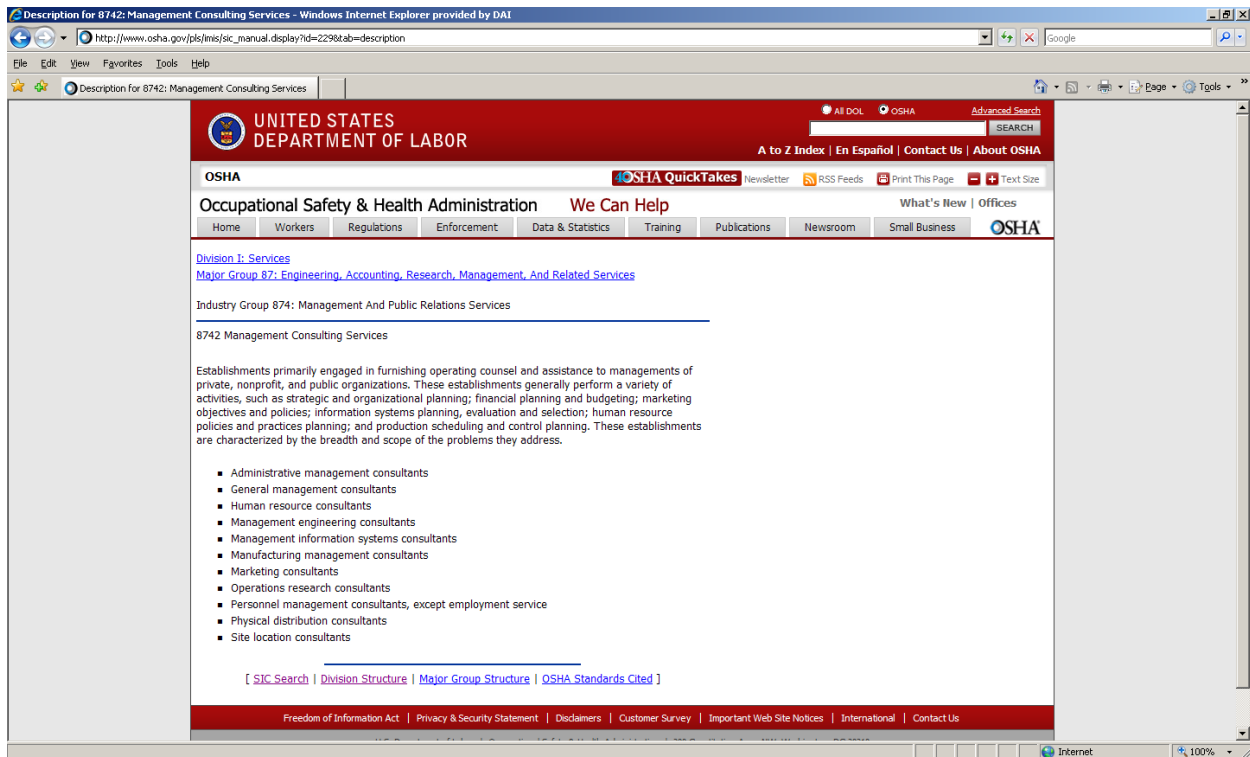 Description for 8742: Management Consulting Services - Windows Internet Explorer provided by DAI
http://www.osha.gov/pls/imis/sic_manual.display?id=229&tab=description
Google
File Edit View Favorites Tools Help
Description for 8742: Management Consulting Services
Page Tools »
UNITED STATES
DEPARTMENT OF LABOR
All DOL OSHA Advanced Search
SEARCH
A to Z Index | En Español | Contact Us | About OSHA
OSHA
OSHA QuickTakes Newsletter RSS Feeds Print This Page Text Size
Occupational Safety & Health Administration We Can Help
What's New | Offices
Home Workers Regulations Enforcement Data & Statistics Training Publications Newsroom Small Business OSHA
Division I: Services
Major Group 87: Engineering, Accounting, Research, Management, And Related Services
Industry Group 874: Management And Public Relations Services
8742 Management Consulting Services
Establishments primarily engaged in furnishing operating counsel and assistance to managements of
private, nonprofit, and public organizations. These establishments generally perform a variety of
activities, such as strategic and organizational planning; financial planning and budgeting; marketing
objectives and policies; information systems planning, evaluation and selection; human resource
policies and practices planning; and production scheduling and control planning. These establishments
are characterized by the breadth and scope of the problems they address.
Administrative management consultants
General management consultants
Human resource consultants
Management engineering consultants
Management information systems consultants
Manufacturing management consultants
Marketing consultants
Operations research consultants
Personnel management consultants, except employment service
Physical distribution consultants
Site location consultants
[ SIC Search | Division Structure | Major Group Structure | OSHA Standards Cited ]
Freedom of Information Act | Privacy & Security Statement | Disclaimers | Customer Survey | Important Web Site Notices | International | Contact Us
Internet
100%